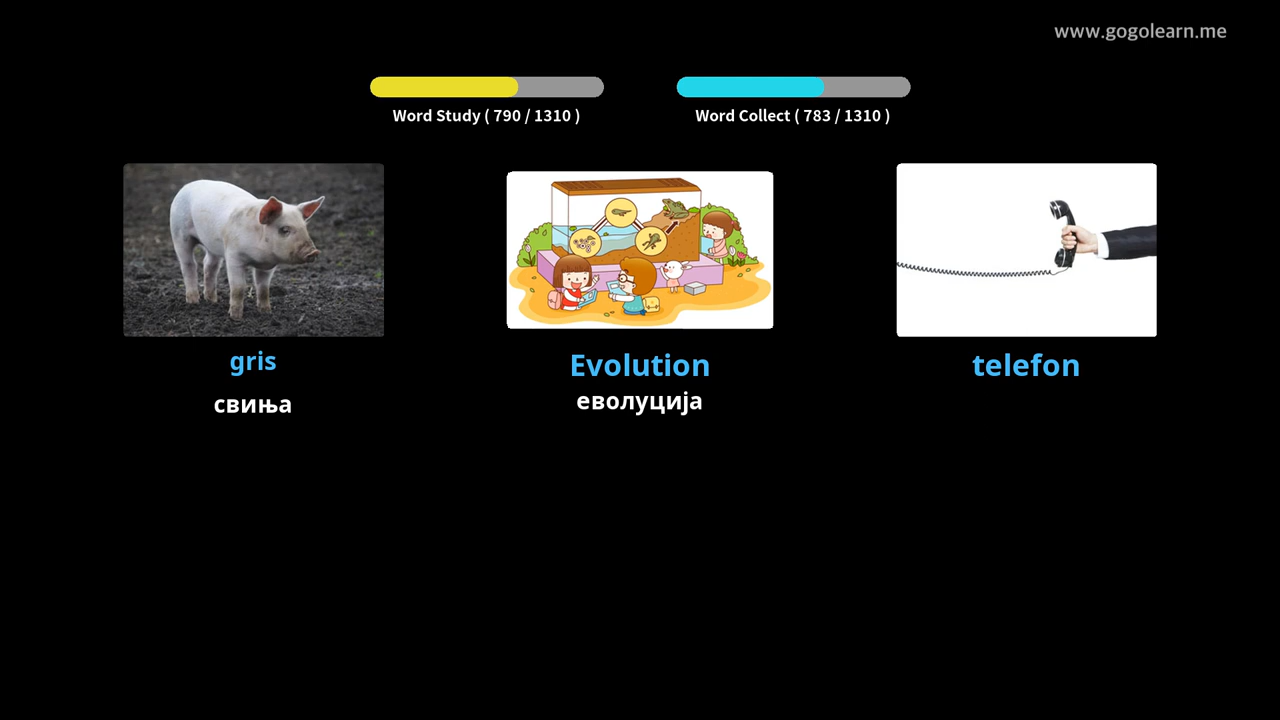 www.gogolearn.me
Word Study ( 790 / 1310 )
Word Collect ( 783 / 1310 )
gris
свиња
Evolution
еволуција
telefon